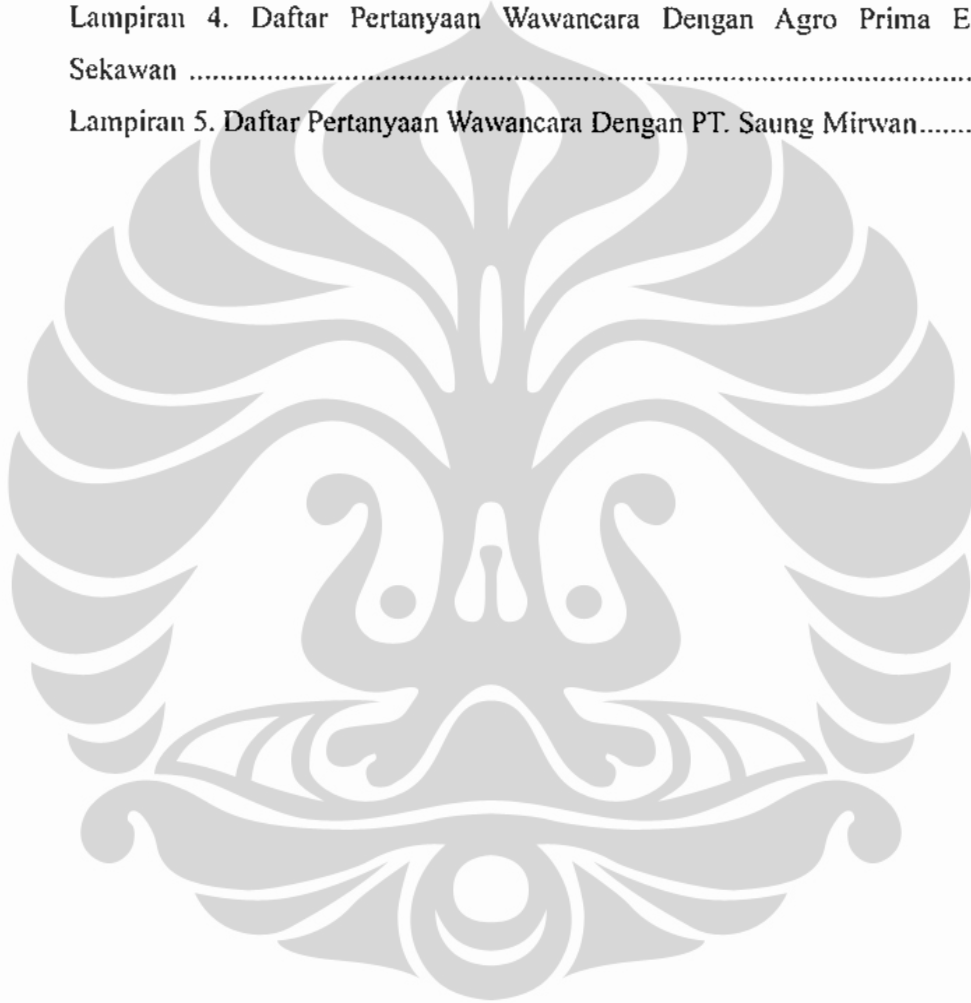 Lampiran 4. Daftar Pertanyaan Wawancara Dengan Agro Prima E
Sekawan ........................................................................................................
Lampiran 5. Daftar Pertanyaan Wawancara Dengan PT. Saung Mirwan.......